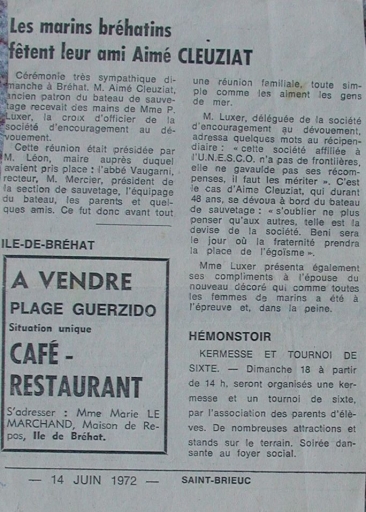 Les marins bréhatins
fêtent leur ami Aimé CLEUZIAT
Cérémonie très sympathique di-
manche à Bréhat. M. Aimé Cleuziat,
ancien patron du bateau de sauve-
tage recevait des mains de Mme P.
Luxer, la croix d'officier de la
société d'encouragement au dé-
vouement.
Cette réunion était présidée par
M. Léon, maire auprès duquel
avaient pris place : l'abbé Vaugarni,
recteur, M. Mercier, président de
la section de sauvetage, l'équipage
du bateau, les parents et quel-
ques amis. Ce fut donc avant tout
une réunion familiale, toute sim-
ple comme les aiment les gens
de mer.
M. Luxer, déléguée de la société
d'encouragement au dévouement,
adressa quelques mots au récipen-
diaire : « cette société affiliée à
l'U.N.E.S.C.O. n'a pas de frontiières,
elle ne gavaulde pas ses récom-
penses, il faut les mériter ». C'est
le cas d'Aime Cleuziat, qui durant
48 ans, se dévoua à bord du bateau
de sauvetage : « s'oublier ne plus
penser qu'aux autres, telle est la
devise de la société. Beni sera
le jour où la fraternité prendra
la place de l'égoïsme ».
Mme Luxer présenta également
ses compliments à l'épouse du
nouveau décoré qui comme toutes
les femmes de marins a été à
l'épreuve et, dans la peine.
ILE-DE-BRÉHAT
A VENDRE
PLAGE GUERZIDO
Situation unique
CAFÉ -
RESTAURANT
S'adresser : Mme Marie LE
MARCHAND, Maison de Re-
pos, Ile de Bréhat.
HÉMONSTOIR
KERMESSE ET TOURNOI DE
SIXTE. — Dimanche 18 à partir
de 14 h, seront organisés une ker-
messe et un tournoi de sixte,
par l'association des parents d'élè-
ves. De nombreuses attractions et
stands sur le terrain. Soirée dan-
sante au foyer social.
— 14 JUIN 1972 — SAINT-BRIEUC